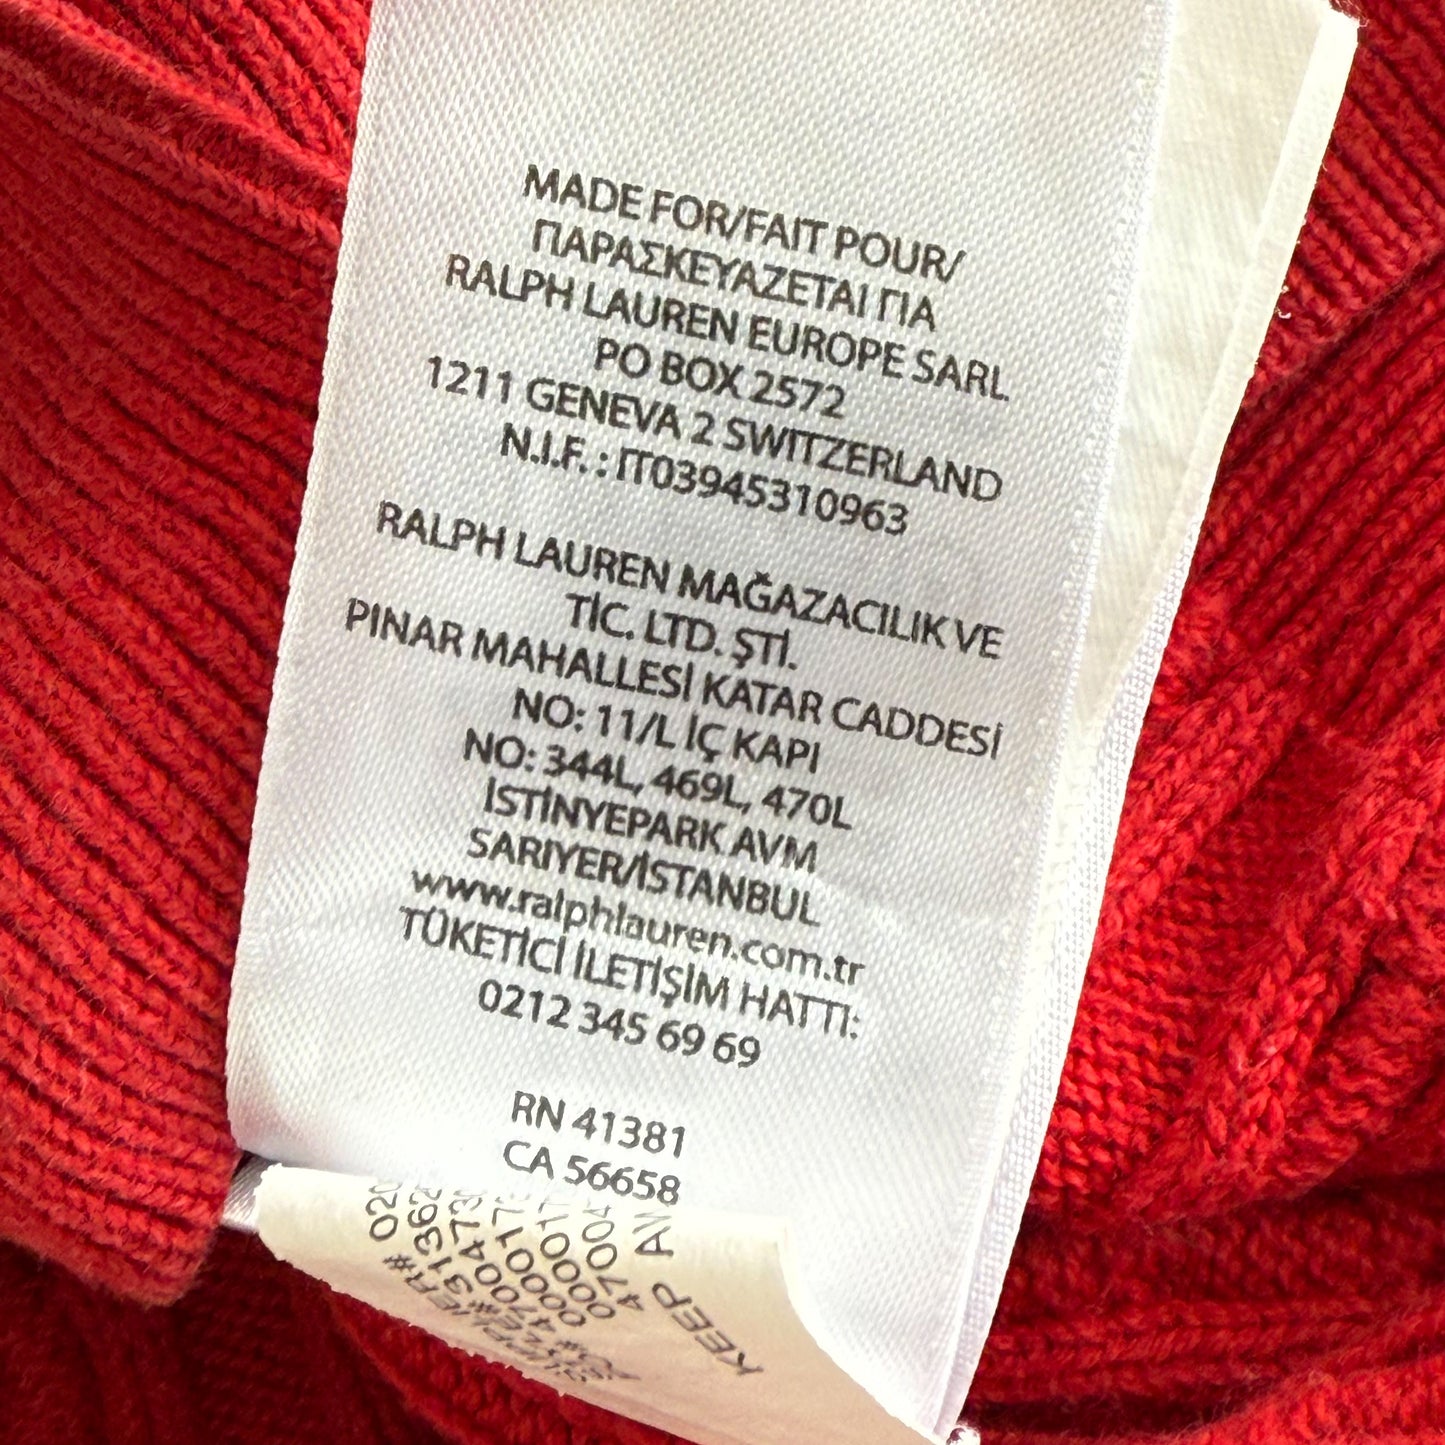 MADE FOR/FAIT POUR/
ΠΑΡΑΣΚΕΥΑΖΕΤΑΙ ΓΙΑ
RALPH LAUREN EUROPE SARL
PO BOX 2572
1211 GENEVA 2 SWITZERLAND
N.I.F. : IT03945310963
RALPH LAUREN MAĞAZACILIK VE
TİC. LTD. ŞTİ.
PINAR MAHALLESİ KATAR CADDESİ
NO: 11/L İÇ KAPI
NO: 344L, 469L, 470L
İSTİNYEPARK AVM
SARIYER/İSTANBUL
www.ralphlauren.com.tr
TÜKETİCİ İLETİŞİM HATTI:
0212 345 69 69
RN 41381
CA 56658
KEEP